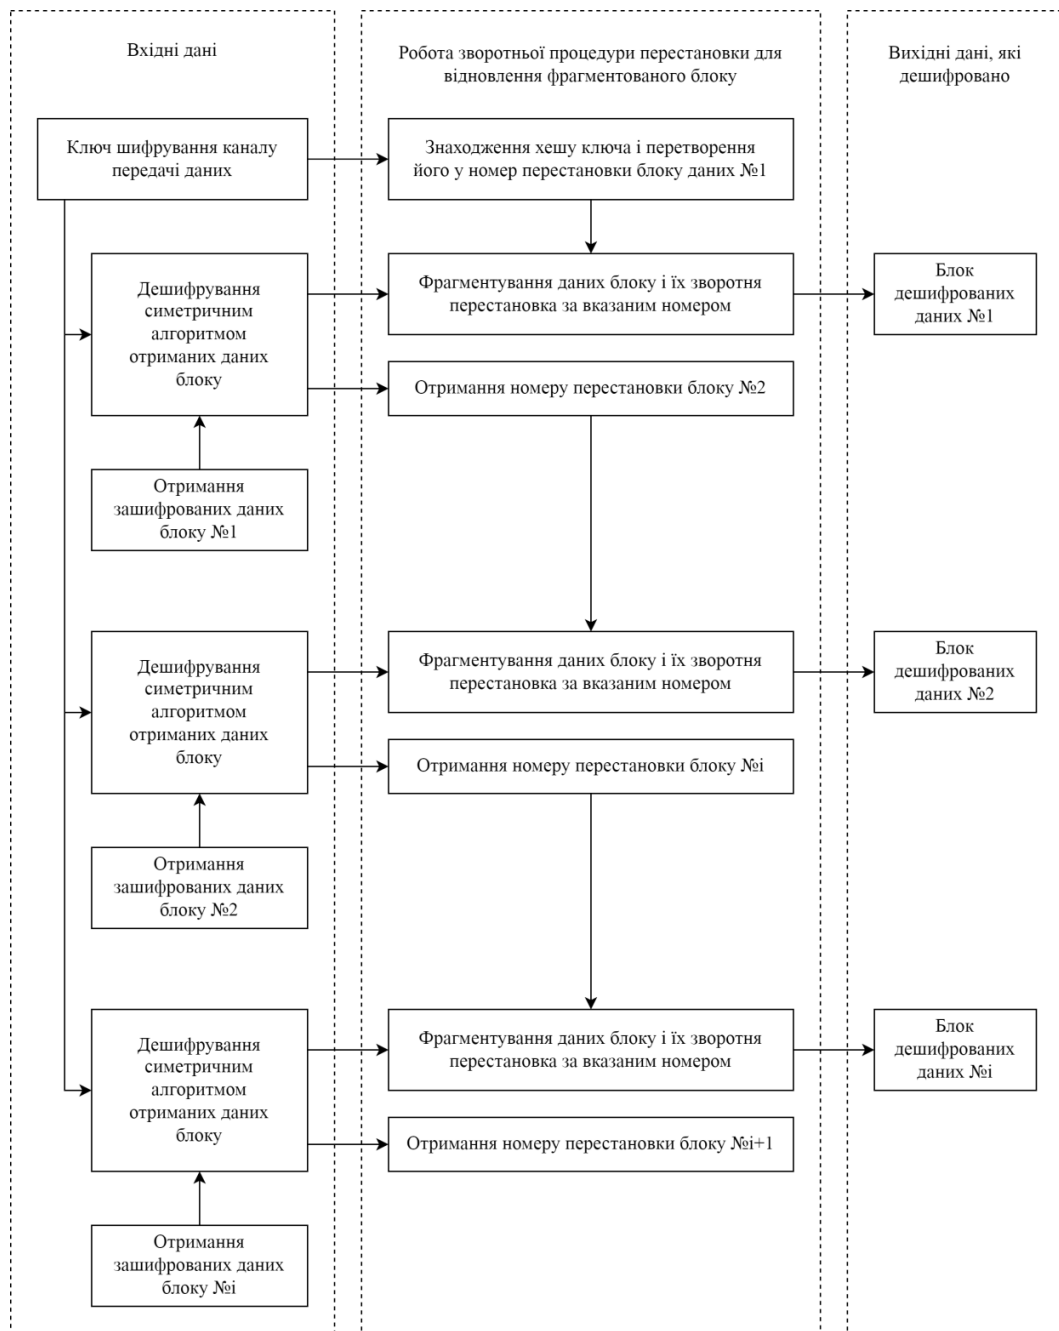 Вхідні дані
Робота зворотньої процедури перестановки для
відновлення фрагментованого блоку
Вихідні дані, які
дешифровано
Ключ шифрування каналу
передачі даних
Знаходження хешу ключа і перетворення
його у номер перестановки блоку даних №1
Дешифрування
симетричним
алгоритмом
отриманих даних
блоку
Фрагментування даних блоку і їх зворотня
перестановка за вказаним номером
Блок
дешифрованих
даних №1
Отримання номеру перестановки блоку №2
Отримання
зашифрованих даних
блоку №1
Дешифрування
симетричним
алгоритмом
отриманих даних
блоку
Фрагментування даних блоку і їх зворотня
перестановка за вказаним номером
Блок
дешифрованих
даних №2
Отримання номеру перестановки блоку №i
Отримання
зашифрованих даних
блоку №2
Дешифрування
симетричним
алгоритмом
отриманих даних
блоку
Фрагментування даних блоку і їх зворотня
перестановка за вказаним номером
Блок
дешифрованих
даних №i
Отримання номеру перестановки блоку №i+1
Отримання
зашифрованих даних
блоку №i